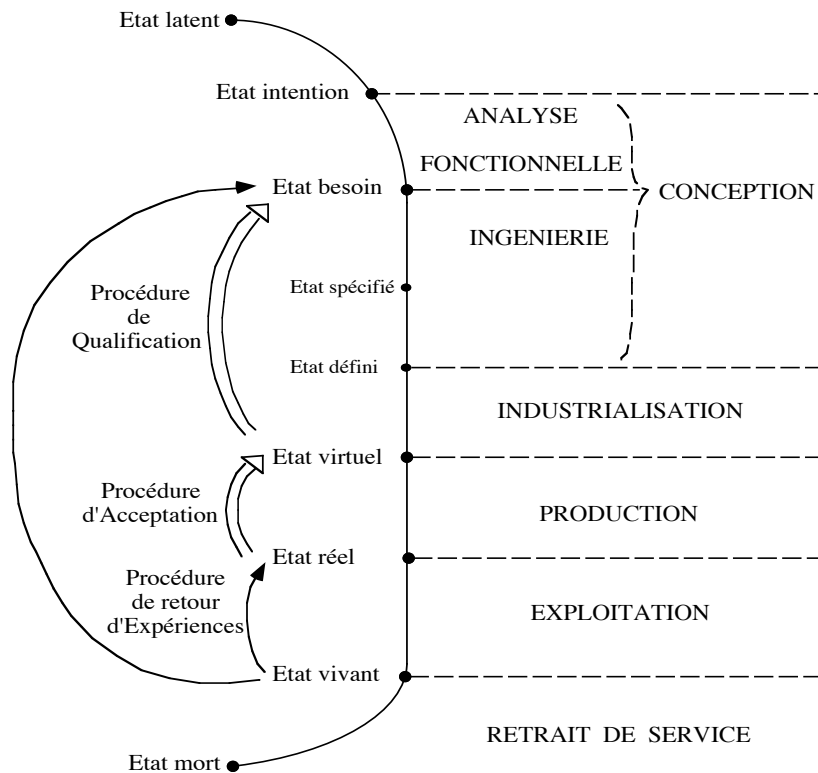 Etat latent
Etat intention
ANALYSE
FONCTIONNELLE
Etat besoin
CONCEPTION
INGENIERIE
Etat spécifié
Procédure
de
Qualification
Etat défini
INDUSTRIALISATION
Etat virtuel
Procédure
d'Acceptation
PRODUCTION
Etat réel
Procédure
de retour
d'Expériences
EXPLOITATION
Etat vivant
RETRAIT DE SERVICE
Etat mort